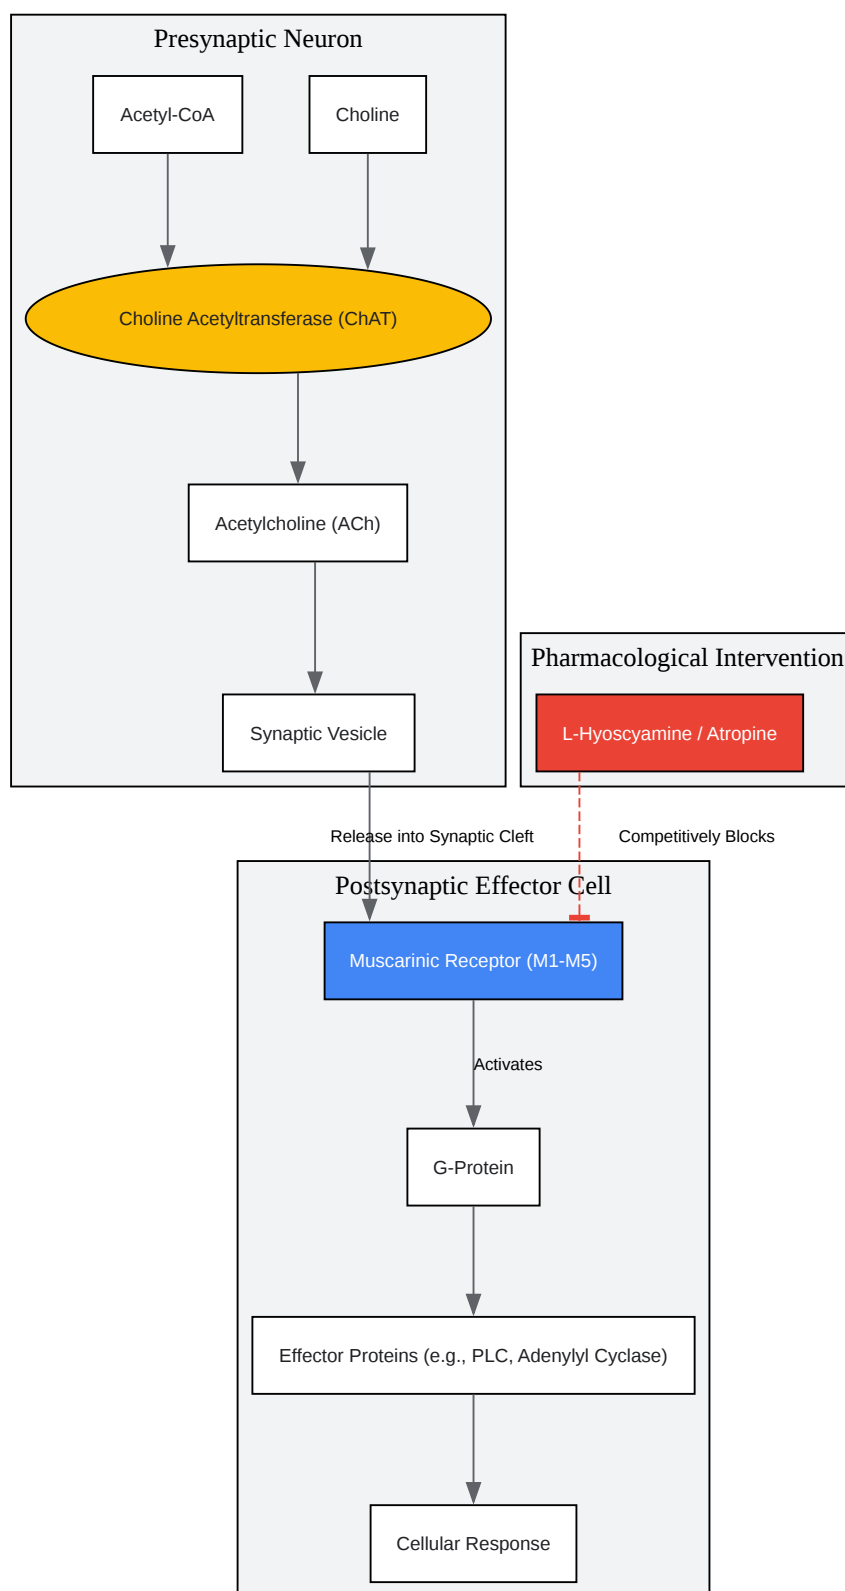 Presynaptic Neuron
Acetyl-CoA
Choline
Choline Acetyltransferase (ChAT)
Acetylcholine (ACh)
Synaptic Vesicle
Pharmacological Intervention
L-Hyoscyamine / Atropine
Release into Synaptic Cleft
Competitively Blocks
Postsynaptic Effector Cell
Muscarinic Receptor (M1-M5)
Activates
G-Protein
Effector Proteins (e.g., PLC, Adenylyl Cyclase)
Cellular Response